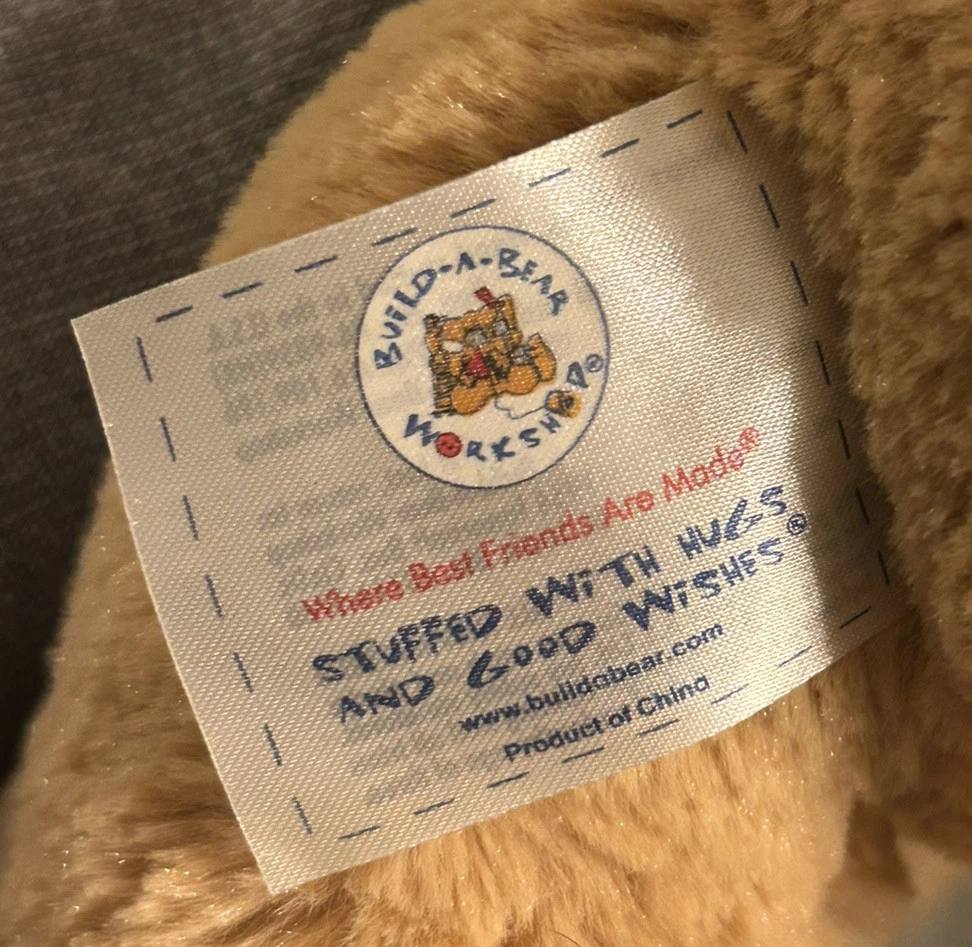 BUILD-A-BEAR
WORKSHOP®
Where Best Friends Are Made®
STUFFED WITH HUGS
AND GOOD WISHES®
www.buildabear.com
Product of China